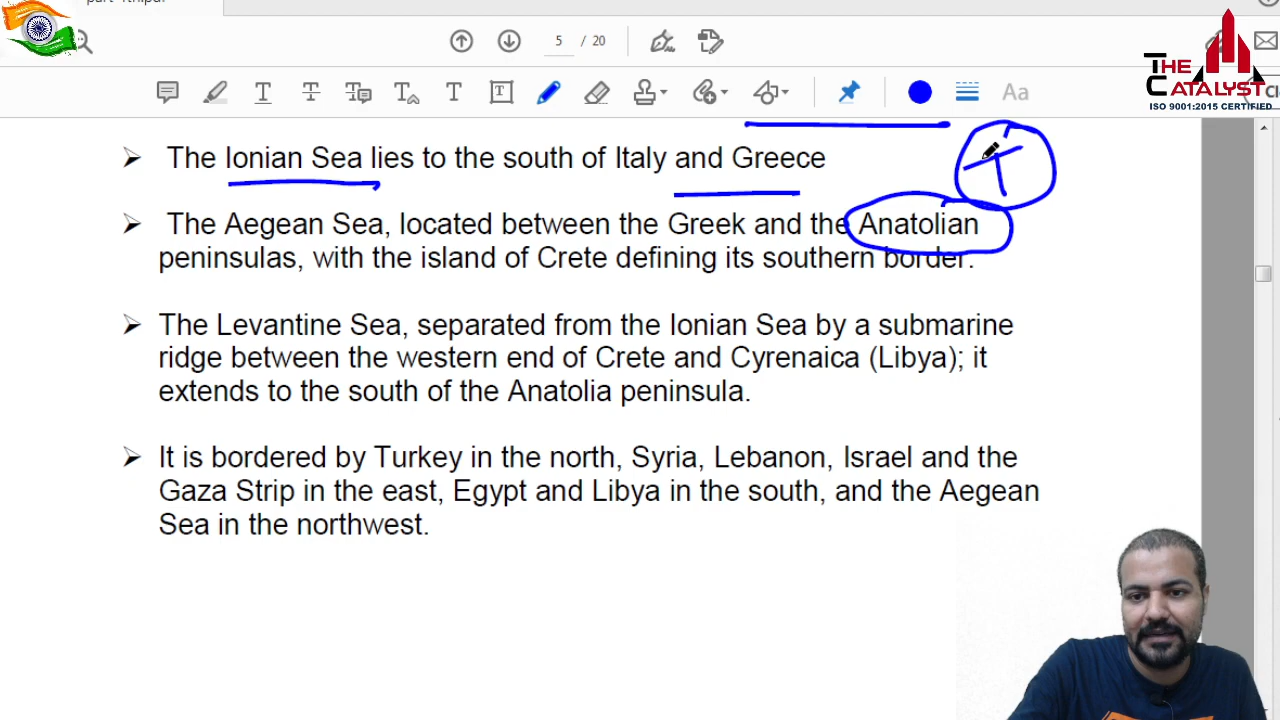 5 / 20
T T T T T Aa
THE
CATALYST
ISO 9001:2015 CERTIFIED
➢ The Ionian Sea lies to the south of Italy and Greece
T
➢ The Aegean Sea, located between the Greek and the Anatolian
peninsulas, with the island of Crete defining its southern border.
➢ The Levantine Sea, separated from the Ionian Sea by a submarine
ridge between the western end of Crete and Cyrenaica (Libya); it
extends to the south of the Anatolia peninsula.
➢ It is bordered by Turkey in the north, Syria, Lebanon, Israel and the
Gaza Strip in the east, Egypt and Libya in the south, and the Aegean
Sea in the northwest.